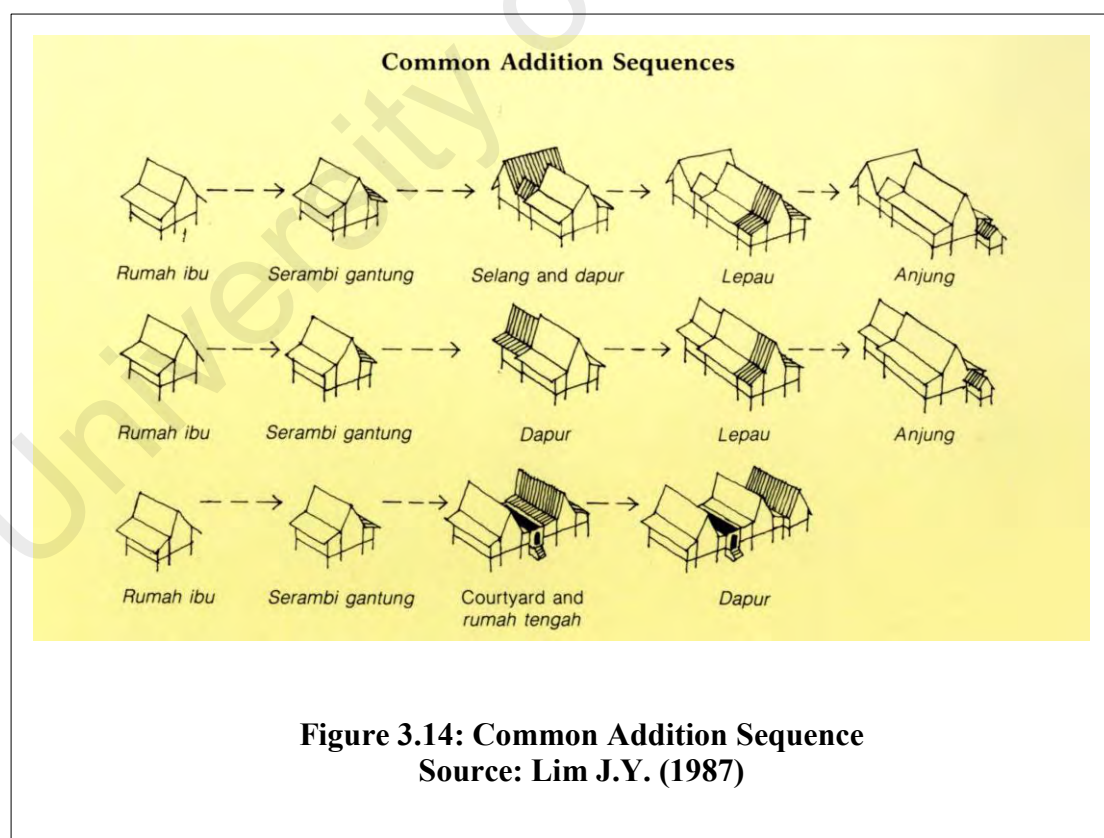 Common Addition Sequences
Rumah ibu Serambi gantung Selang and dapur Lepau Anjung
Rumah ibu Serambi gantung Dapur Lepau Anjung
Rumah ibu Serambi gantung Courtyard and Dapur
rumah tengah
Figure 3.14: Common Addition Sequence
Source: Lim J.Y. (1987)
University o